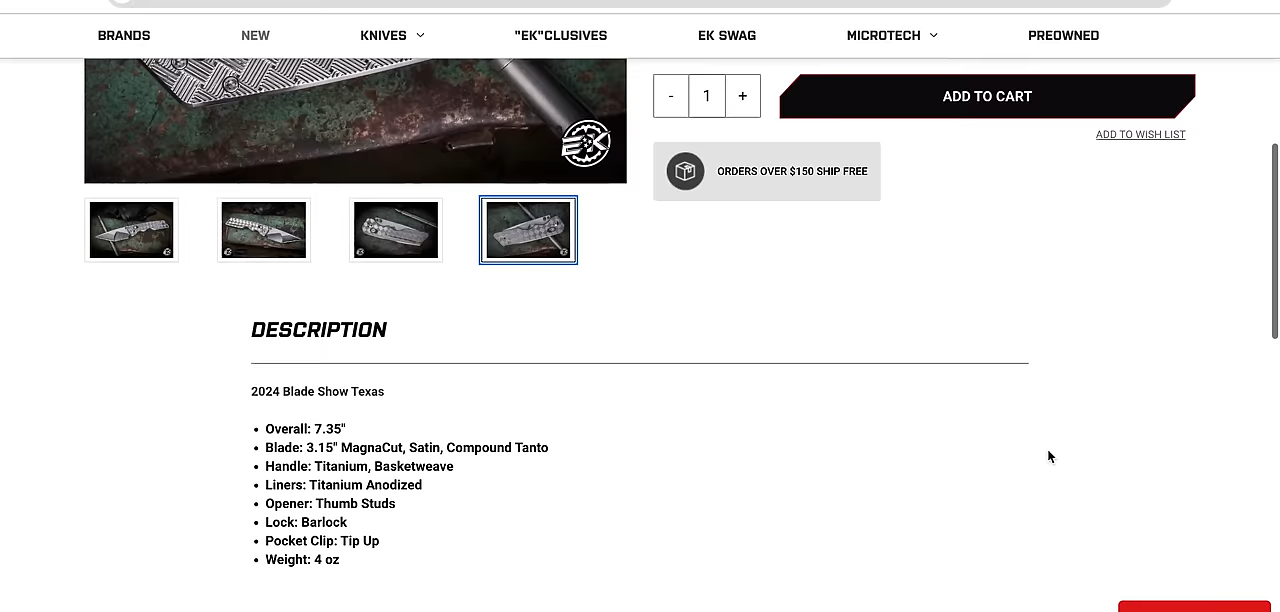 BRANDS NEW KNIVES "EK"CLUSIVES EK SWAG MICROTECH PREOWNED
- 1 + ADD TO CART
ADD TO WISH LIST
EK
ORDERS OVER $150 SHIP FREE
DESCRIPTION
2024 Blade Show Texas
• Overall: 7.35"
• Blade: 3.15" MagnaCut, Satin, Compound Tanto
• Handle: Titanium, Basketweave
• Liners: Titanium Anodized
• Opener: Thumb Studs
• Lock: Barlock
• Pocket Clip: Tip Up
• Weight: 4 oz